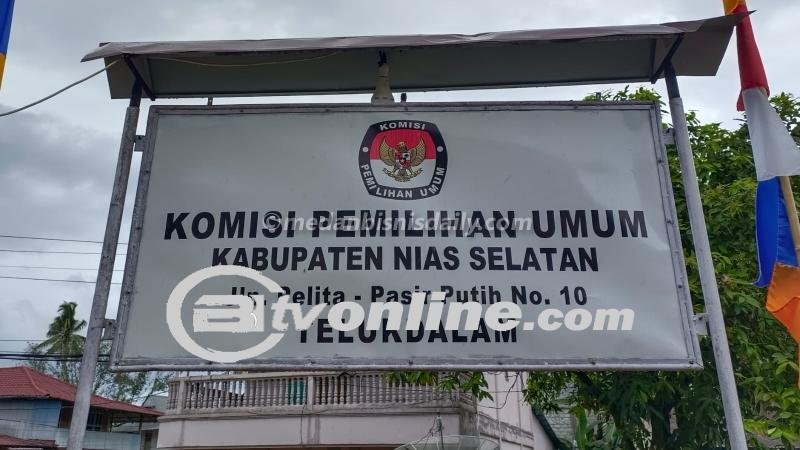 KOMISI
PEMILIHAN UMUM
KOMISI PEMILIHAN UMUM
©medanbisnisdaily.com
KABUPATEN NIAS SELATAN
Jln. Pelita - Pasir Putih No. 10
Btvonline.com
TELUKDALAM